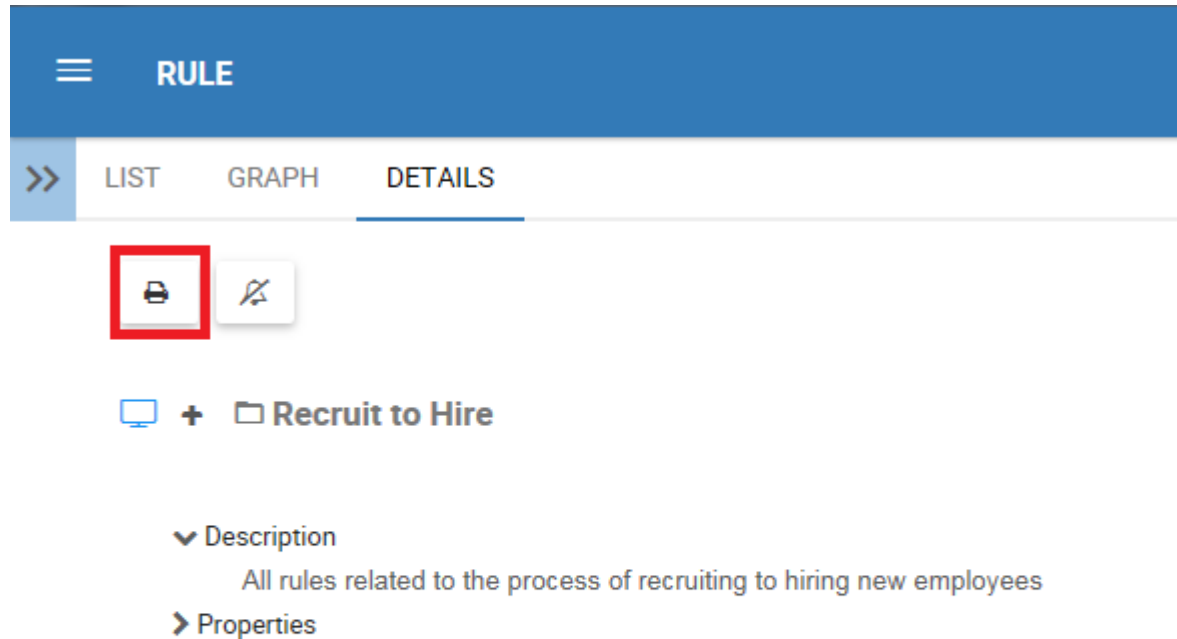 RULE
LIST GRAPH DETAILS
Recruit to Hire
Description
All rules related to the process of recruiting to hiring new employees
Properties